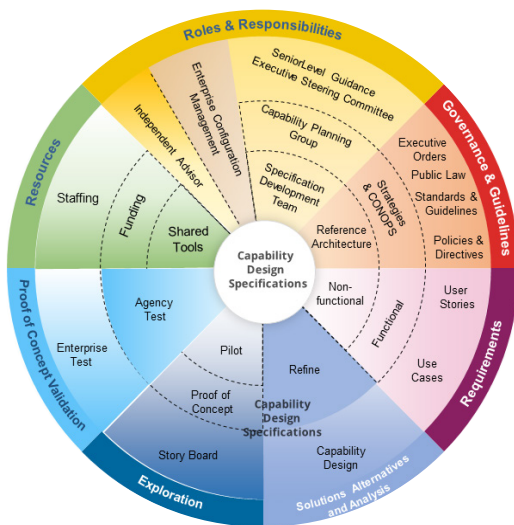 Roles & Responsibilities
SeniorLevel Guidance
Executive Steering Committee
Enterprise Configuration
Management
Independent Advisor
Capability Planning
Group
Specification
Development
Team
Governance & Guidelines
Executive
Orders
Public Law
Standards &
Guidelines
Policies &
Directives
Strategies
& CONOPS
Reference
Architecture
Resources
Staffing
Funding
Shared
Tools
Capability
Design
Specifications
Proof of Concept Validation
Enterprise
Test
Agency
Test
Non-
functional
Functional
User
Stories
Use
Cases
Requirements
Pilot
Proof of
Concept
Story Board
Exploration
Refine
Capability
Design
Specifications
Capability
Design
Solutions Alternatives
and Analysis